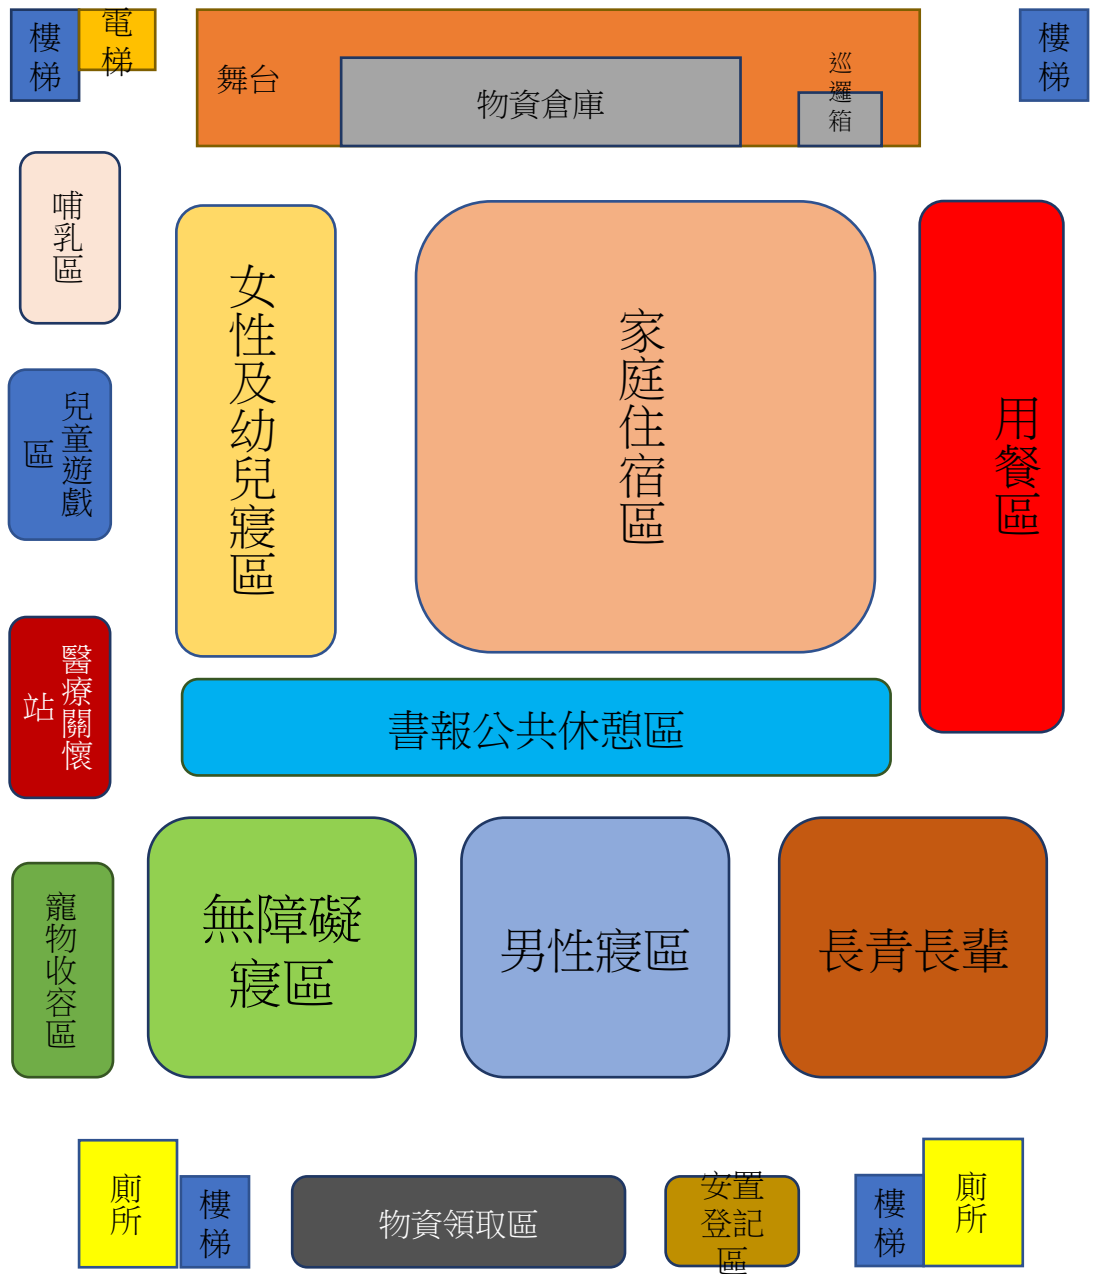 樓
梯
電
梯
舞台
物資倉庫
巡
邏
箱
樓
梯
哺乳區
女性及幼兒寢區
家庭住宿區
用餐區
兒童遊戲
區
醫療關懷
站
書報公共休憩區
寵物收容區
無障礙
寢區
男性寢區
長青長輩
廁
所
樓
梯
物資領取區
安置
登記
區
樓
梯
廁
所